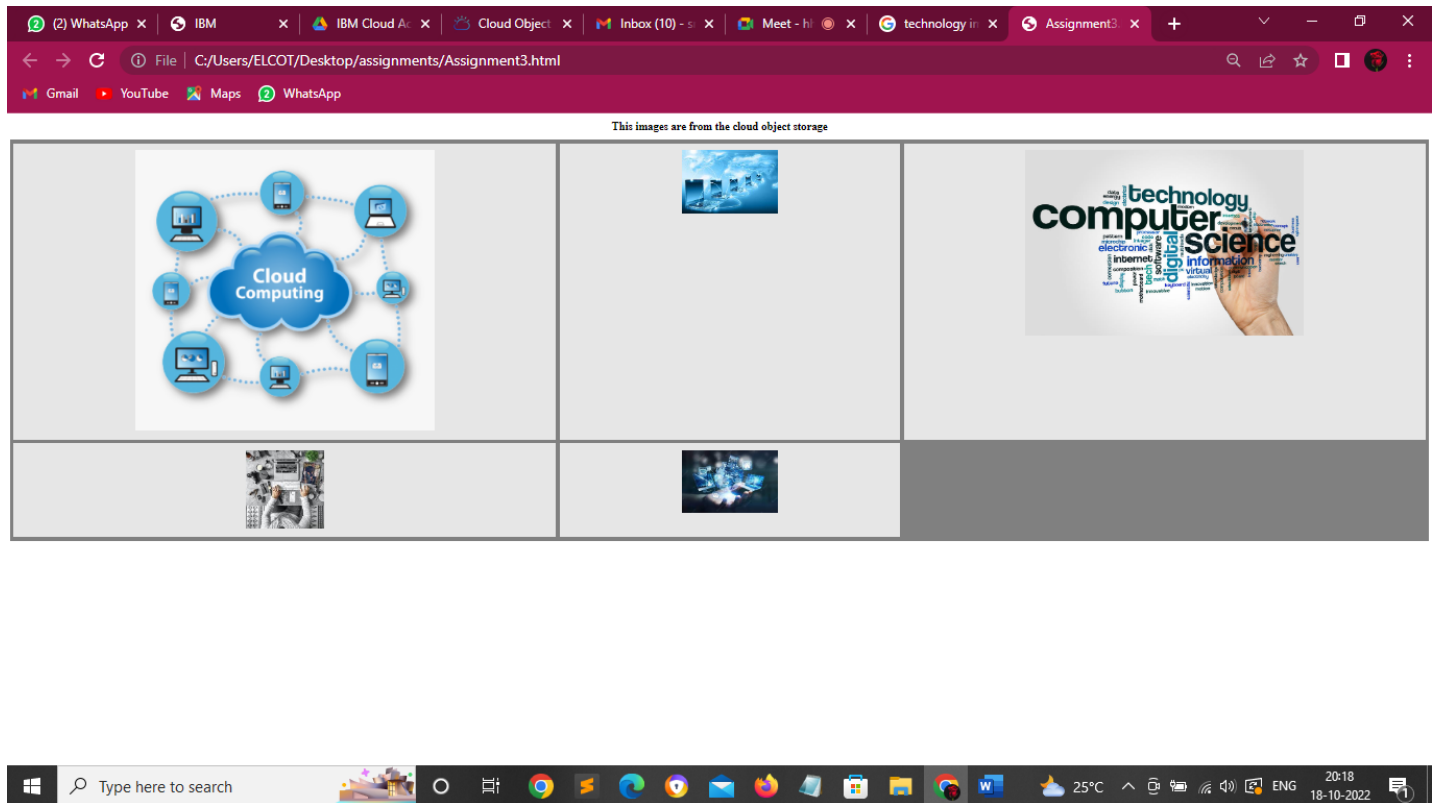 (2) WhatsApp
IBM
IBM Cloud Ac
Cloud Object
Inbox (10) - s
Meet - h
technology in
Assignment3
File
C:/Users/ELCOT/Desktop/assignments/Assignment3.html
Gmail
YouTube
Maps
WhatsApp
This images are from the cloud object storage
Cloud
Computing
technology
computer
science
electronic
internet
digital
software
tech
information
virtual
Type here to search
25°C
ENG
20:18
18-10-2022